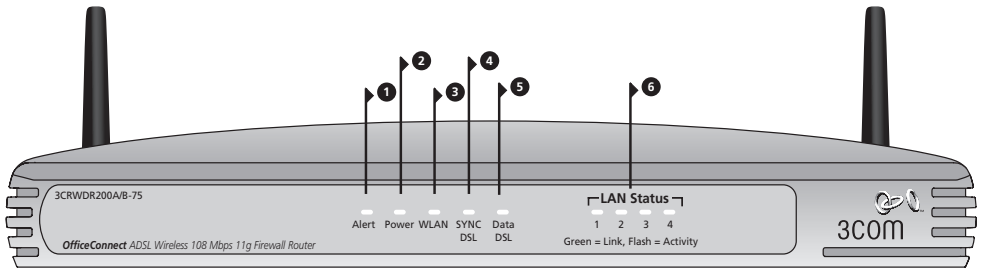 1 2 3 4 5 6
3CRWDR200A/B-75
LAN Status
Alert Power WLAN SYNC DSL Data DSL
1 2 3 4
Green = Link, Flash = Activity
OfficeConnect ADSL Wireless 108 Mbps 11g Firewall Router
3COM